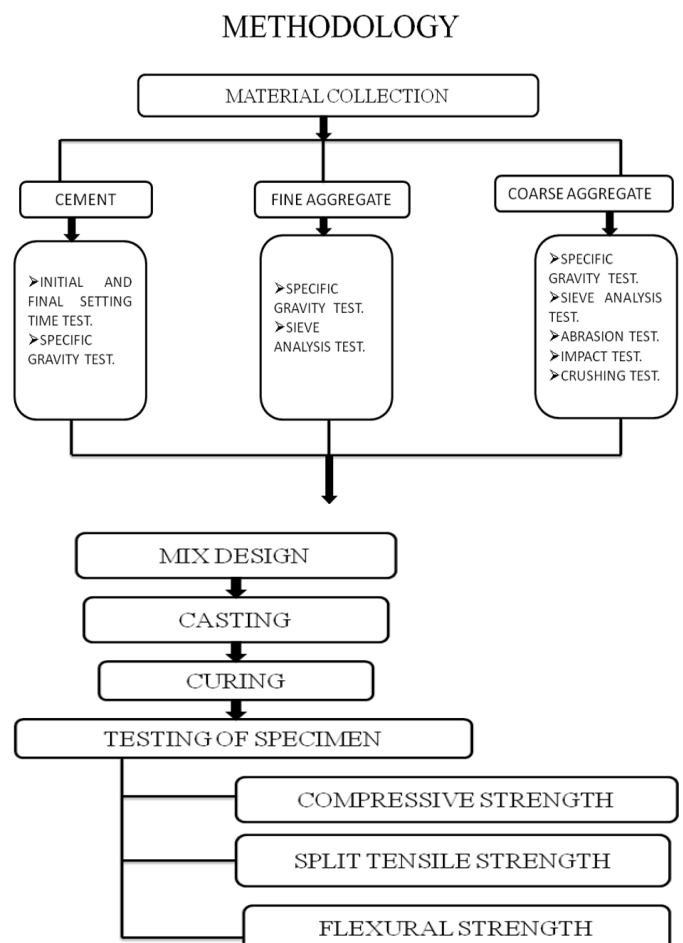 METHODOLOGY
MATERIAL COLLECTION
CEMENT
FINE AGGREGATE
COARSE AGGREGATE
➢INITIAL AND
FINAL SETTING
TIME TEST.
➢SPECIFIC
GRAVITY TEST.
➢SPECIFIC
GRAVITY TEST.
➢SIEVE
ANALYSIS TEST.
➢SPECIFIC
GRAVITY TEST.
➢SIEVE ANALYSIS
TEST.
➢ABRASION TEST.
➢IMPACT TEST.
➢CRUSHING TEST.
MIX DESIGN
CASTING
CURING
TESTING OF SPECIMEN
COMPRESSIVE STRENGTH
SPLIT TENSILE STRENGTH
FLEXURAL STRENGTH